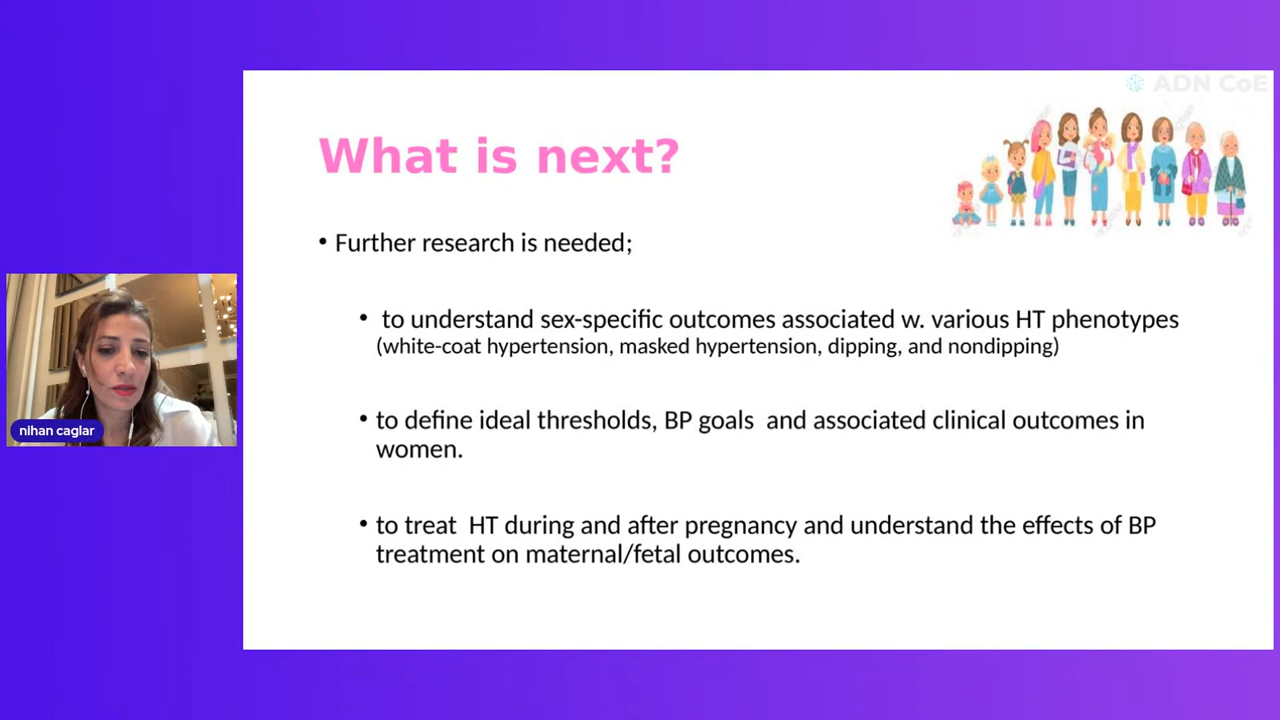 ADN CoE
What is next?
• Further research is needed;
• to understand sex-specific outcomes associated w. various HT phenotypes
(white-coat hypertension, masked hypertension, dipping, and nondipping)
• to define ideal thresholds, BP goals  and associated clinical outcomes in
women.
• to treat  HT during and after pregnancy and understand the effects of BP
treatment on maternal/fetal outcomes.
nihan caglar